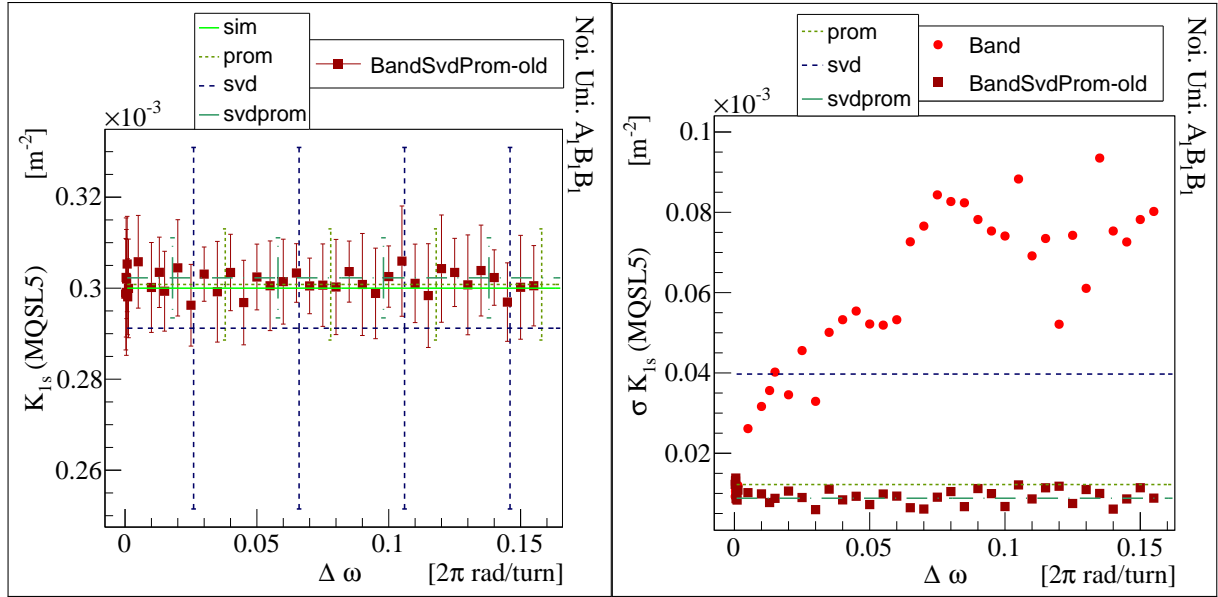 sim
prom
svd
svdprom
BandSvdProm-old
Noi. Uni. A1B1B1
×10⁻³
K1s (MQSL5) [m⁻²]
0.32
0.3
0.28
0.26
0 0.05 0.1 0.15
Δ ω [2π rad/turn]
prom
svd
svdprom
Band
BandSvdProm-old
Noi. Uni. A1B1B1
×10⁻³
σ K1s (MQSL5) [m⁻²]
0.1
0.08
0.06
0.04
0.02
0 0.05 0.1 0.15
Δ ω [2π rad/turn]